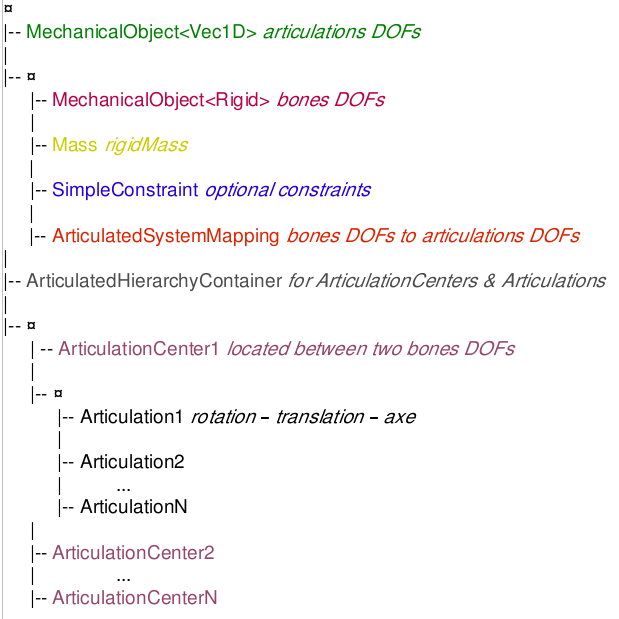 ¤
|-- MechanicalObject<Vec1D> articulations DOFs
|
|-- ¤
|-- MechanicalObject<Rigid> bones DOFs
|
|-- Mass rigidMass
|
|-- SimpleConstraint optional constraints
|
|-- ArticulatedSystemMapping bones DOFs to articulations DOFs
|
|-- ArticulatedHierarchyContainer for ArticulationCenters & Articulations
|
|-- ¤
| -- ArticulationCenter1 located between two bones DOFs
|
|-- ¤
|-- Articulation1 rotation – translation – axe
|
|-- Articulation2
| ...
|-- ArticulationN
|
|-- ArticulationCenter2
| ...
|-- ArticulationCenterN